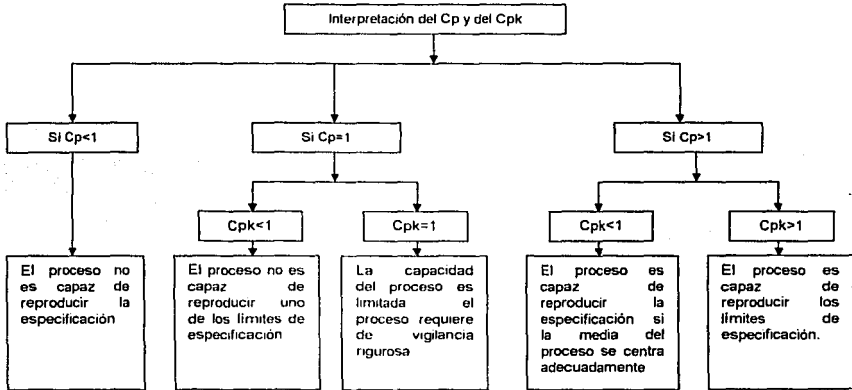 Interpretación del Cp y del Cpk
Si Cp<1
Si Cp=1
Si Cp>1
Cpk<1
Cpk=1
Cpk<1
Cpk>1
El proceso no
es capaz de
reproducir la
especificación
El proceso no es
capaz de
reproducir uno
de los límites de
especificación
La capacidad
del proceso es
limitada el
proceso requiere
de vigilancia
rigurosa
El proceso es
capaz de
reproducir la
especificación si
la media del
proceso se centra
adecuadamente
El proceso es
capaz de
reproducir los
límites de
especificación.